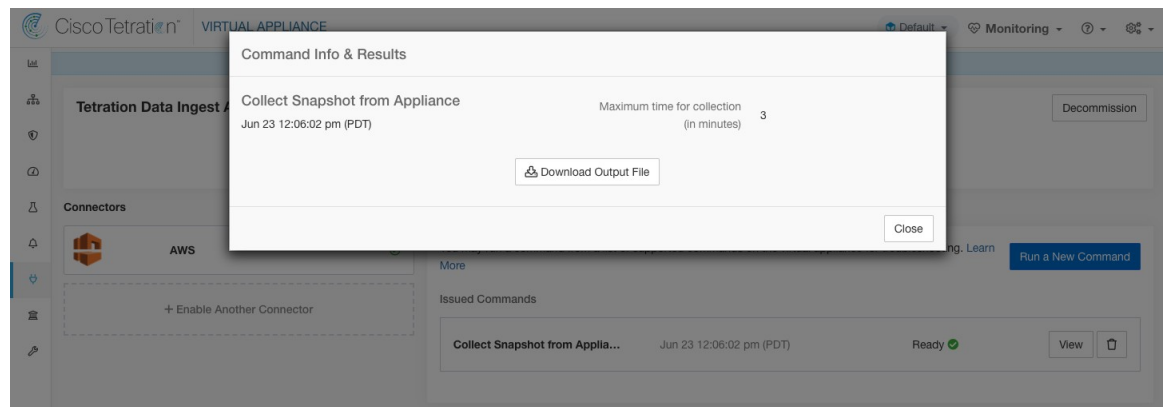 Cisco Tetration™ VIRTUAL APPLIANCE
Default Monitoring
Command Info & Results
Collect Snapshot from Appliance
Jun 23 12:06:02 pm (PDT)
Maximum time for collection
(in minutes)
3
Download Output File
Close
Tetration Data Ingest
Decommission
Connectors
AWS
ng. Learn
More
Run a New Command
+ Enable Another Connector
Issued Commands
Collect Snapshot from Applia... Jun 23 12:06:02 pm (PDT) Ready View